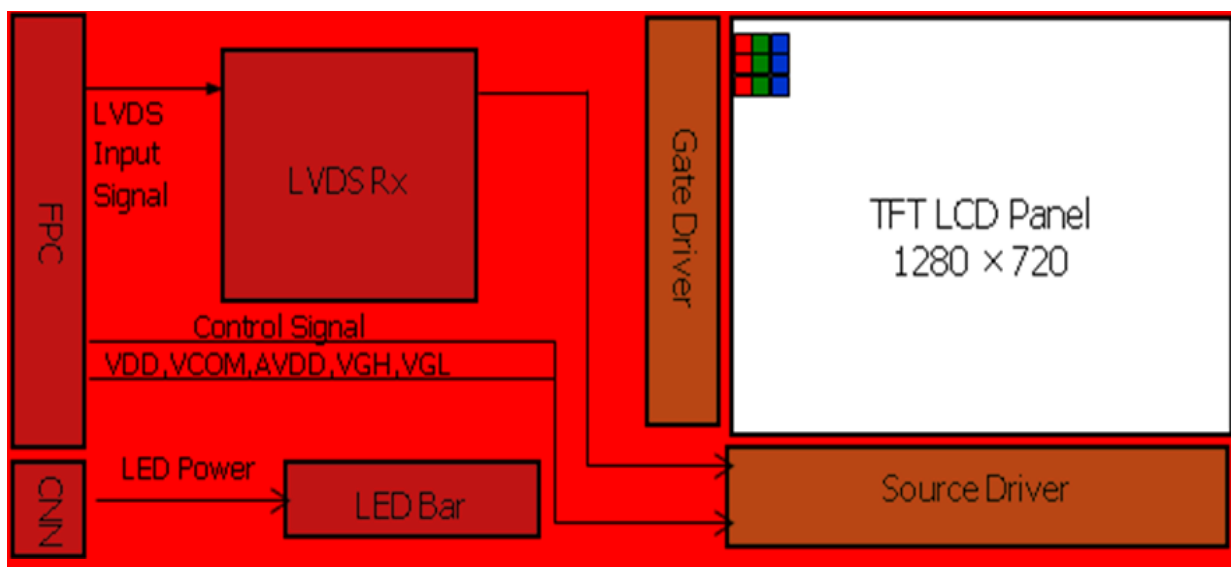 FPC
LVDS
Input
Signal
LVDS Rx
Control Signal
VDD,VCOM,AVDD,VGH,VGL
Gate Driver
TFT LCD Panel
1280 × 720
Source Driver
CNN
LED Power
LED Bar